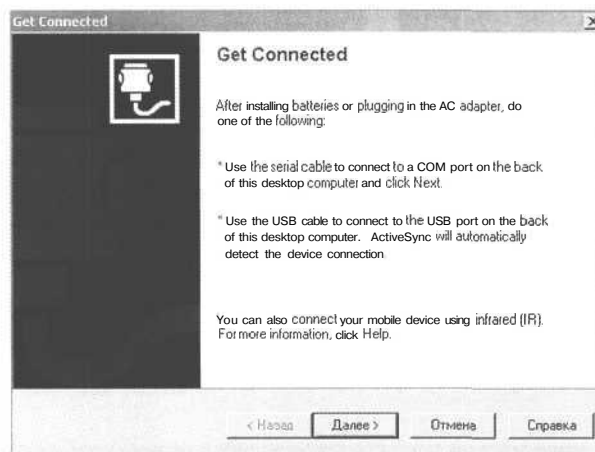 Get Connected
Get Connected
After installing batteries or plugging in the AC adapter, do
one of the following:
* Use the serial cable to connect to a COM port on the back
of this desktop computer and click Next.
* Use the USB cable to connect to the USB port on the back
of this desktop computer. ActiveSync will automatically
detect the device connection.
You can also connect your mobile device using infrared (IR).
For more information, click Help.
< Назад Далее > Отмена Справка